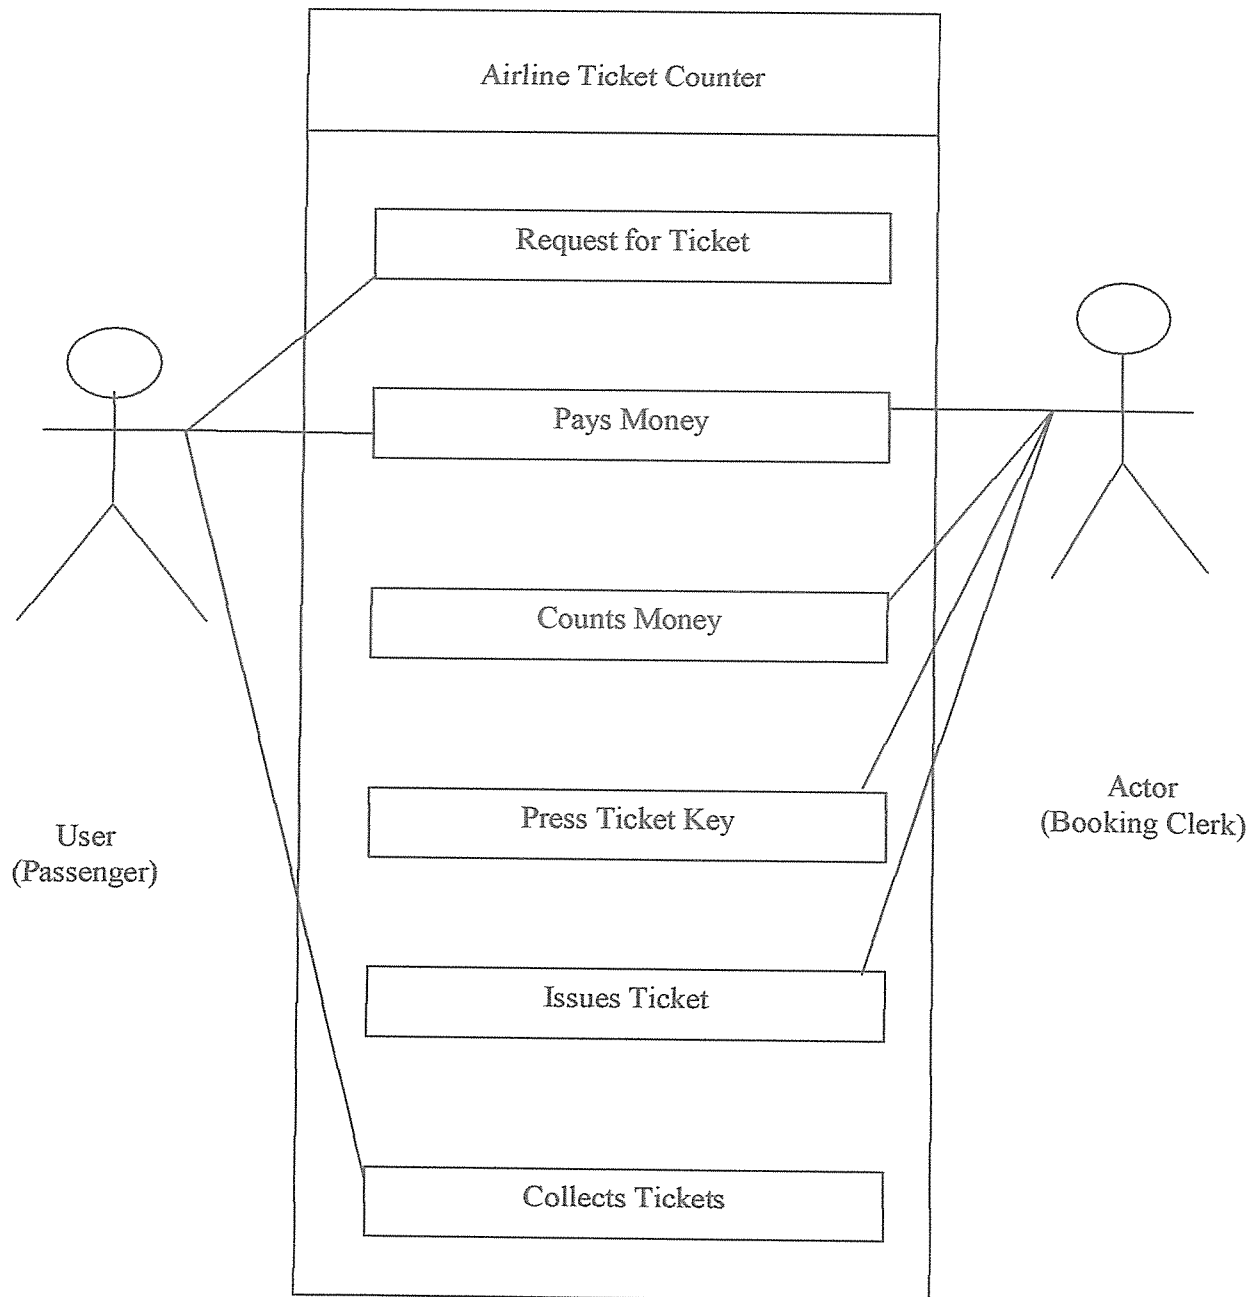 Airline Ticket Counter
Request for Ticket
Pays Money
Counts Money
Press Ticket Key
Issues Ticket
Collects Tickets
User
(Passenger)
Actor
(Booking Clerk)